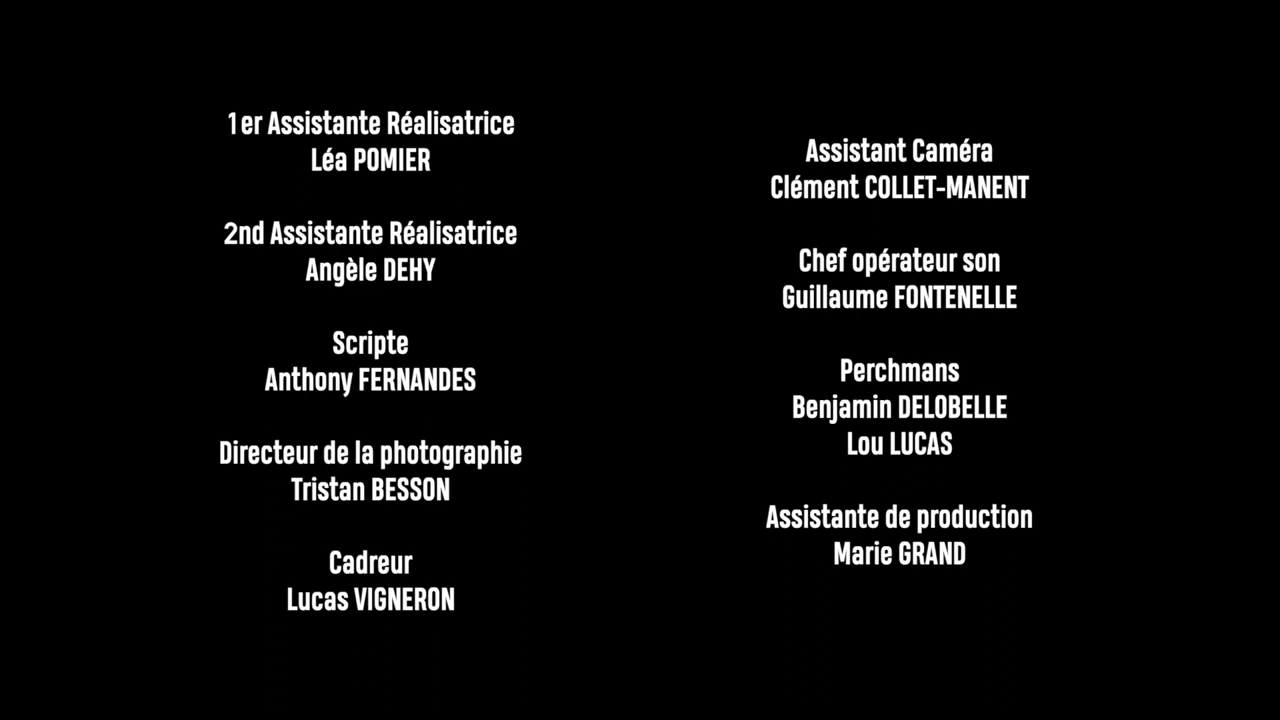 1er Assistante Réalisatrice
Léa POMIER
2nd Assistante Réalisatrice
Angèle DEHY
Scripte
Anthony FERNANDES
Directeur de la photographie
Tristan BESSON
Cadreur
Lucas VIGNERON
Assistant Caméra
Clément COLLET-MANENT
Chef opérateur son
Guillaume FONTENELLE
Perchmans
Benjamin DELOBELLE
Lou LUCAS
Assistante de production
Marie GRAND